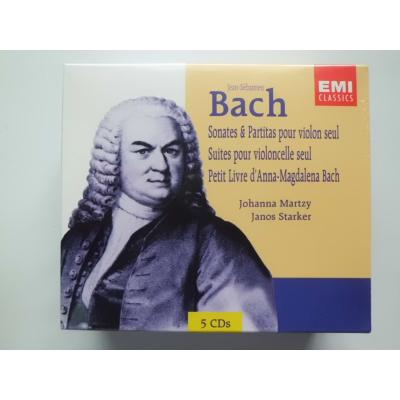 Jean-Sébastien
Bach
EMI
CLASSICS
Sonates & Partitas pour violon seul
Suites pour violoncelle seul
Petit Livre d'Anna-Magdalena Bach
Johanna Martzy
Janos Starker
5 CDs